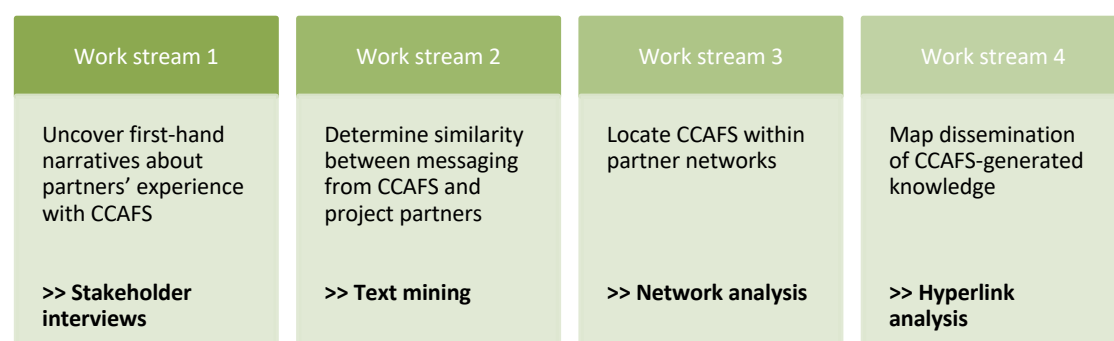 Work stream 1
Uncover first-hand
narratives about
partners’ experience
with CCAFS
>> Stakeholder
interviews
Work stream 2
Determine similarity
between messaging
from CCAFS and
project partners
>> Text mining
Work stream 3
Locate CCAFS within
partner networks
>> Network analysis
Work stream 4
Map dissemination
of CCAFS-generated
knowledge
>> Hyperlink
analysis